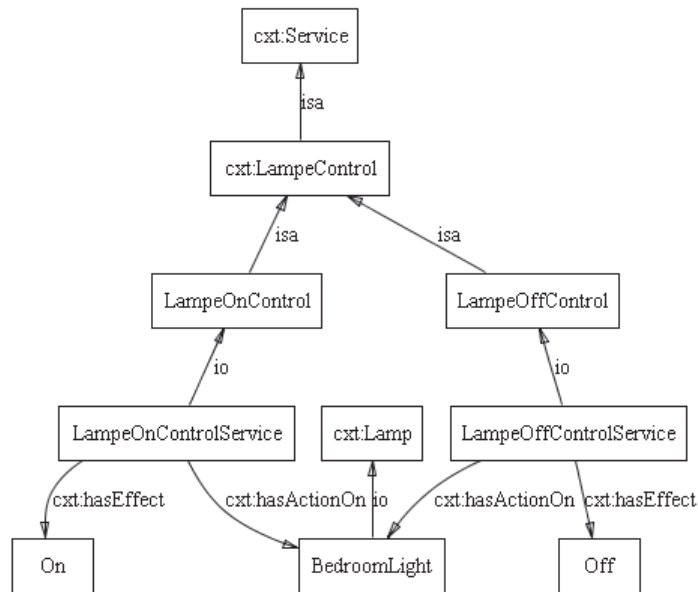 cxt:Service
isa
cxt:LampeControl
isa
isa
LampeOnControl
LampeOffControl
io
io
LampeOnControlService
cxt:Lamp
LampeOffControlService
cxt:hasEffect
cxt:hasActionOn
io
cxt:hasActionOn
cxt:hasEffect
On
BedroomLight
Off